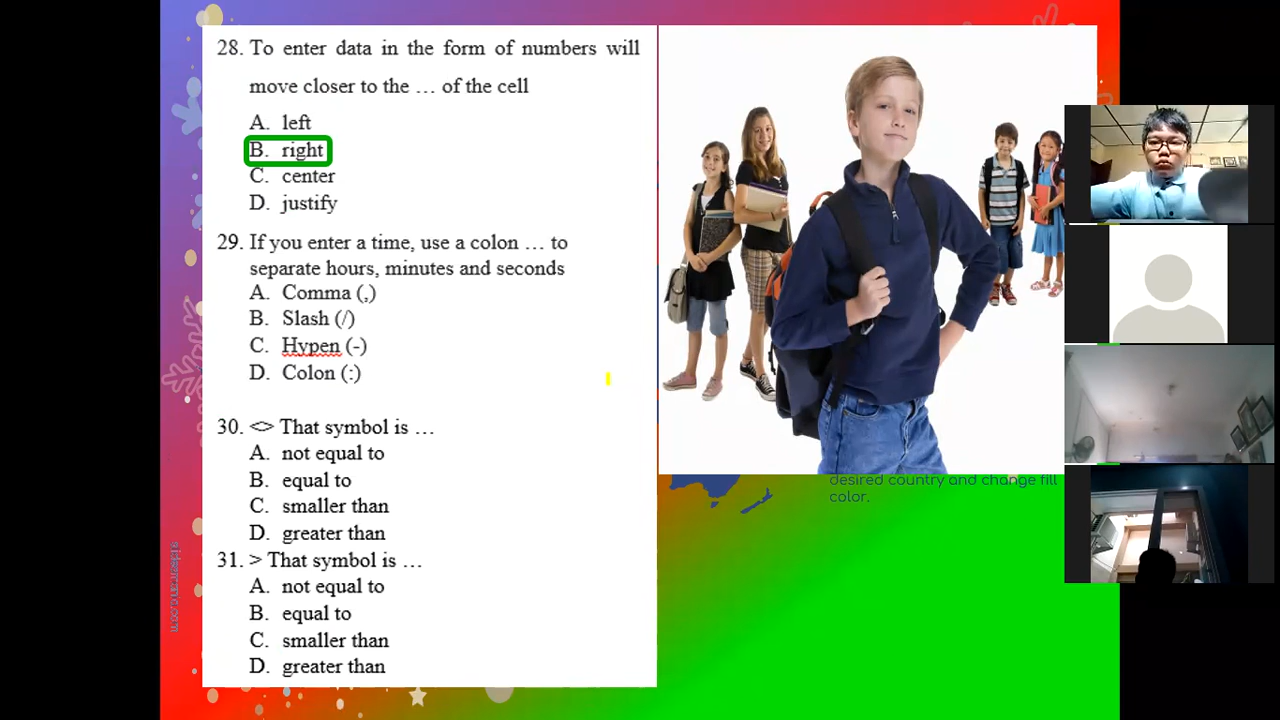 28. To enter data in the form of numbers will
move closer to the … of the cell
A. left
B. right
C. center
D. justify
29. If you enter a time, use a colon … to
separate hours, minutes and seconds
A. Comma (,)
B. Slash (/)
C. Hypen (-)
D. Colon (:)
30. <> That symbol is …
A. not equal to
B. equal to
C. smaller than
D. greater than
31. > That symbol is …
A. not equal to
B. equal to
C. smaller than
D. greater than
desired country and change fill
color.